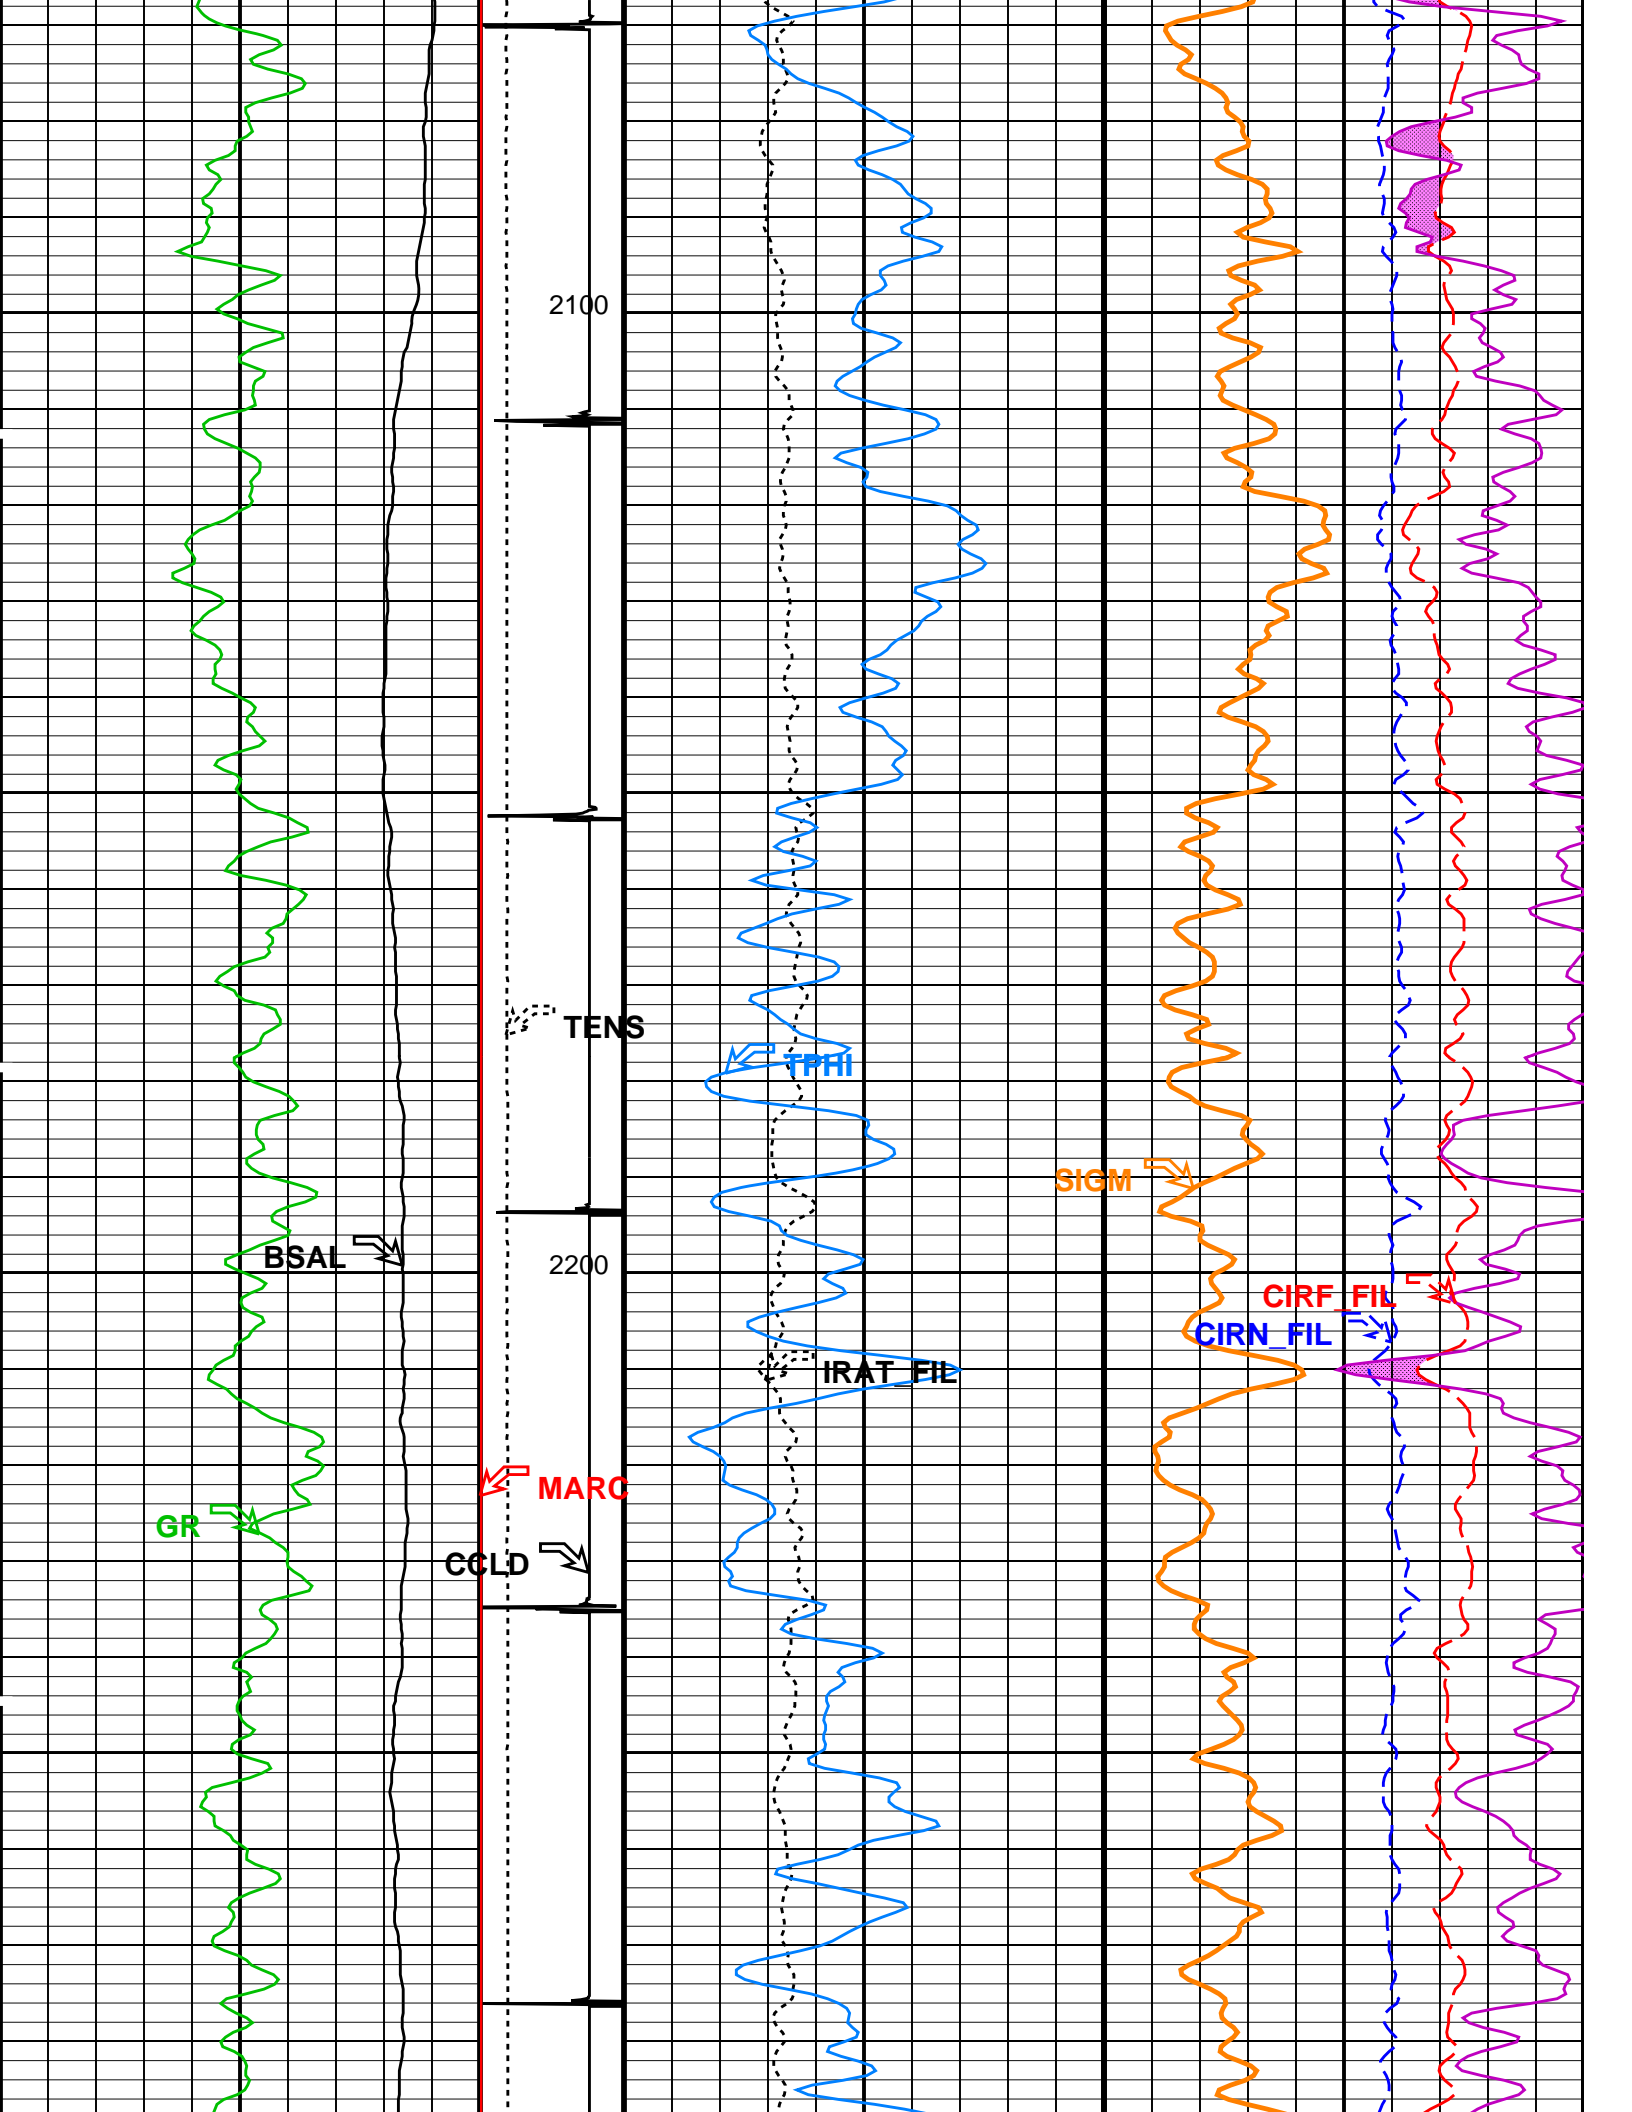 2100
TENS
TPHI
SIGM
BSAL
2200
CIRF_FIL
CIRN_FIL
IRAT_FIL
MARC
GR
CCLD